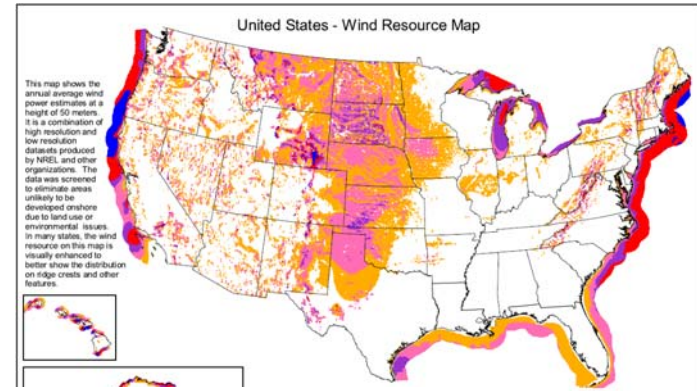 United States - Wind Resource Map
This map shows the
annual average wind
power estimates at a
height of 50 meters.
It is a combination of
high resolution and
low resolution
datasets produced
by NREL and other
organizations. The
data was screened
to eliminate areas
unlikely to be
developed onshore
due to land use or
environmental issues.
In many states, the wind
resource on this map is
visually enhanced to
better show the distribution
on ridge crests and other
features.